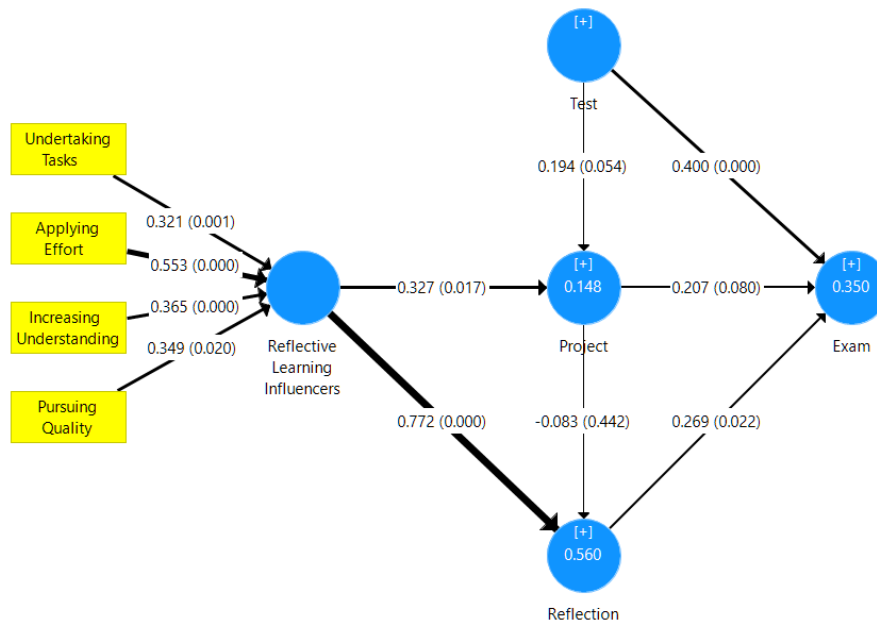 [+]
Test
Undertaking
Tasks
0.194 (0.054)
0.400 (0.000)
0.321 (0.001)
Applying
Effort
0.553 (0.000)
[+]
0.148
[+]
0.350
0.327 (0.017)
0.207 (0.080)
0.365 (0.000)
Increasing
Understanding
0.349 (0.020)
Reflective
Learning
Influencers
Project
Exam
Pursuing
Quality
0.772 (0.000)
-0.083 (0.442)
0.269 (0.022)
[+]
0.560
Reflection